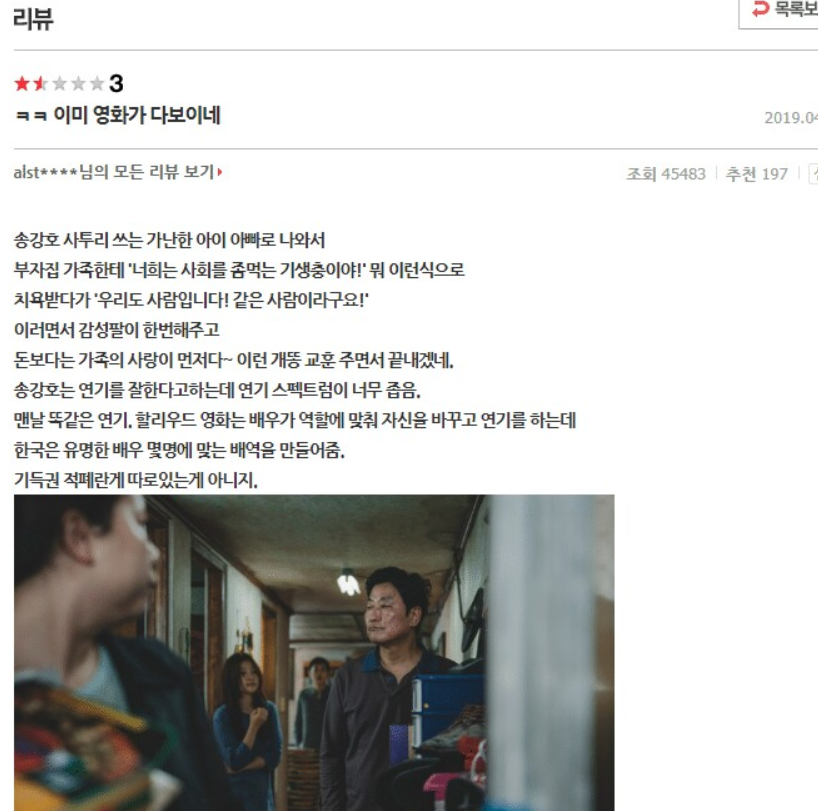 리뷰
목록보
3
ㅋㅋ 이미 영화가 다보이네
2019.04
alst****님의 모든 리뷰 보기
조회 45483 추천 197
송강호 사투리 쓰는 가난한 아이 아빠로 나와서
부자집 가족한테 '너희는 사회를 좀먹는 기생충이야!' 뭐 이런식으로
치욕받다가 '우리도 사람입니다! 같은 사람이라구요!'
이러면서 감성팔이 한번해주고
돈보다는 가족의 사랑이 먼저다~ 이런 개똥 교훈 주면서 끝내겠네.
송강호는 연기를 잘한다고하는데 연기 스펙트럼이 너무 좁음.
맨날 똑같은 연기. 할리우드 영화는 배우가 역할에 맞춰 자신을 바꾸고 연기를 하는데
한국은 유명한 배우 몇명에 맞는 배역을 만들어줌.
기득권 적폐란게 따로있는게 아니지.